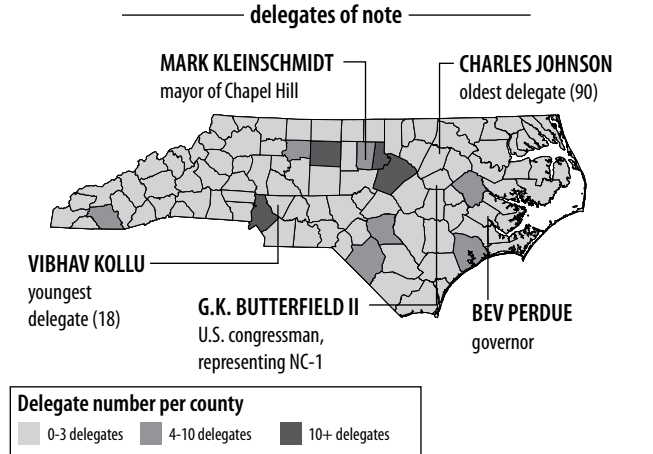 delegates of note
MARK KLEINSCHMIDT
mayor of Chapel Hill
CHARLES JOHNSON
oldest delegate (90)
VIBHAV KOLLU
youngest
delegate (18)
G.K. BUTTERFIELD II
U.S. congressman,
representing NC-1
BEV PERDUE
governor
Delegate number per county
0-3 delegates
4-10 delegates
10+ delegates